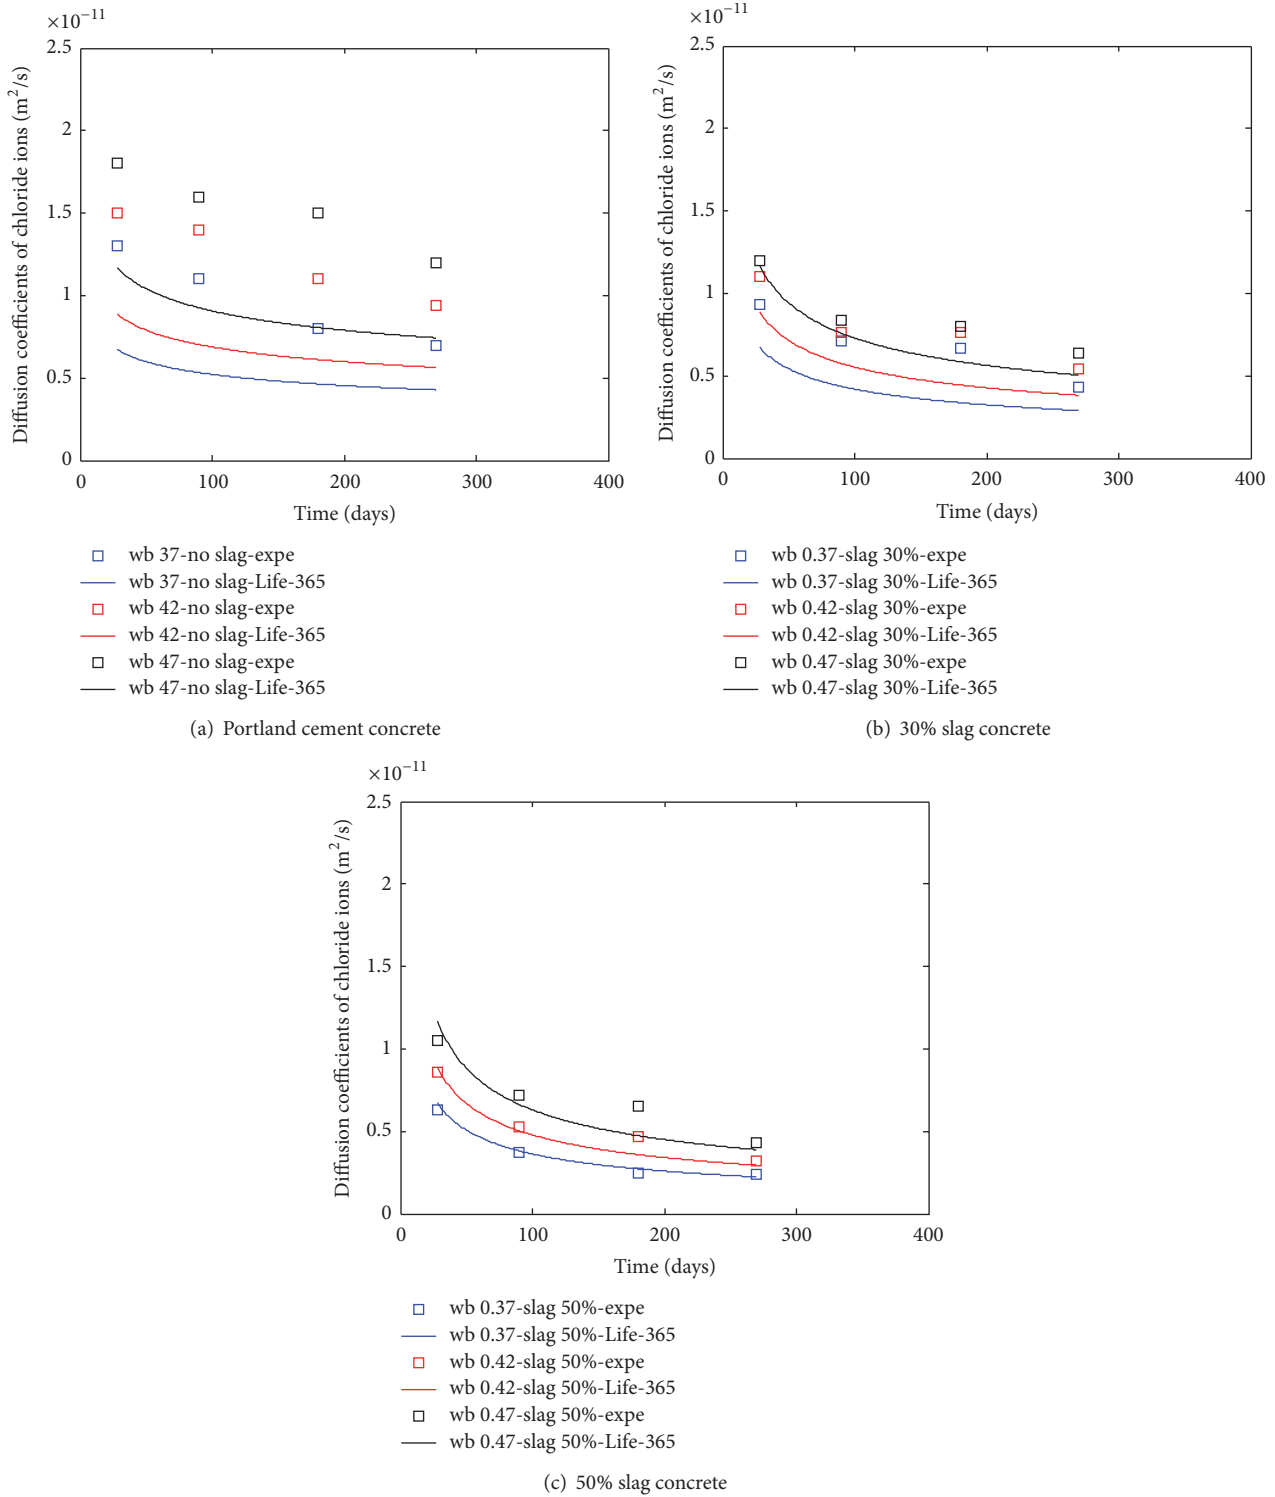 ×10⁻¹¹
2.5
2
1.5
1
0.5
0
0 100 200 300 400
Diffusion coefficients of chloride ions (m²/s)
Time (days)
wb 37-no slag-expe
wb 37-no slag-Life-365
wb 42-no slag-expe
wb 42-no slag-Life-365
wb 47-no slag-expe
wb 47-no slag-Life-365
(a) Portland cement concrete
×10⁻¹¹
2.5
2
1.5
1
0.5
0
0 100 200 300 400
Diffusion coefficients of chloride ions (m²/s)
Time (days)
wb 0.37-slag 30%-expe
wb 0.37-slag 30%-Life-365
wb 0.42-slag 30%-expe
wb 0.42-slag 30%-Life-365
wb 0.47-slag 30%-expe
wb 0.47-slag 30%-Life-365
(b) 30% slag concrete
×10⁻¹¹
2.5
2
1.5
1
0.5
0
0 100 200 300 400
Diffusion coefficients of chloride ions (m²/s)
Time (days)
wb 0.37-slag 50%-expe
wb 0.37-slag 50%-Life-365
wb 0.42-slag 50%-expe
wb 0.42-slag 50%-Life-365
wb 0.47-slag 50%-expe
wb 0.47-slag 50%-Life-365
(c) 50% slag concrete